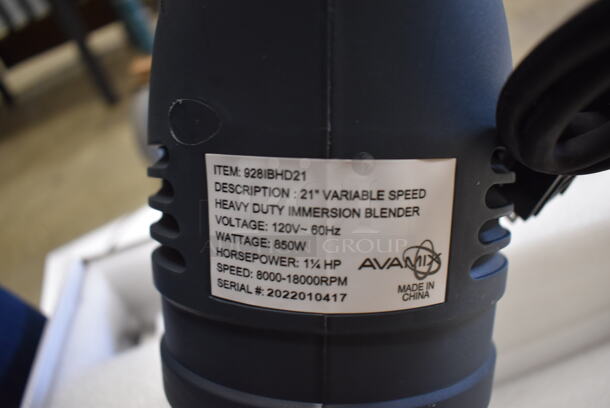 ITEM: 928IBHD21
DESCRIPTION : 21" VARIABLE SPEED
HEAVY DUTY IMMERSION BLENDER
VOLTAGE: 120V~ 60Hz
WATTAGE: 850W
HORSEPOWER: 1¼ HP
SPEED: 8000-18000RPM
SERIAL #: 2022010417
AVAMIX
MADE IN
CHINA
GROUP